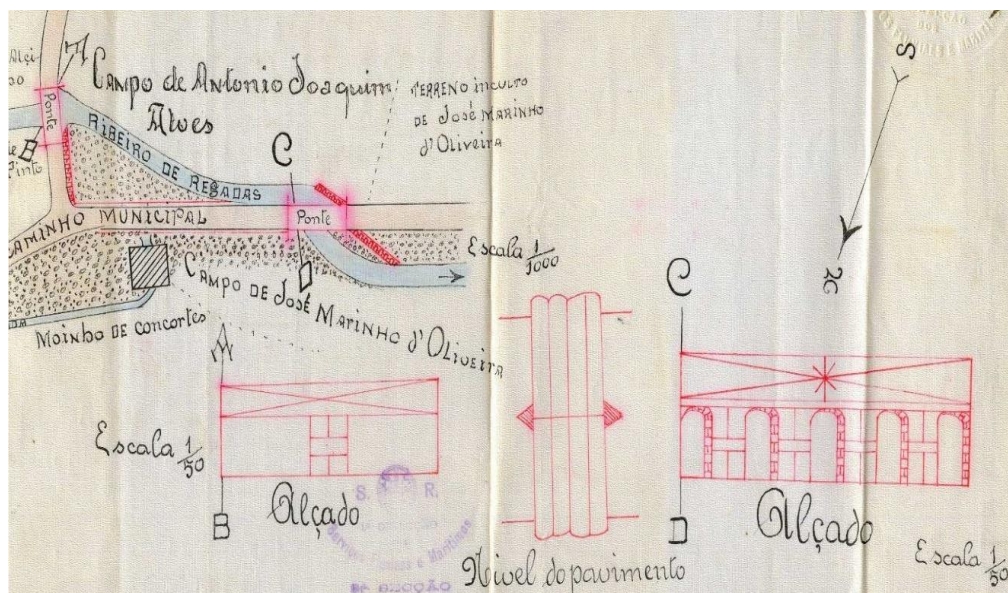 A
Campo de Antonio Joaquim
Alves
Ponte
B
Pinto
RIBEIRO DE REGADAS
C
TERRENO INCULTO
DE JOSÉ MARINHO
d'OLIVEIRA
CAMINHO MUNICIPAL
Ponte
D
Escala 1/1000
CAMPO DE JOSÉ MARINHO d'OLIVEIRA
MOINHO DE CONCORTES
S
N
A
Escala 1/50
B
Alçado
S. R.
Nivel do pavimento
C
D
Alçado
Escala 1/50